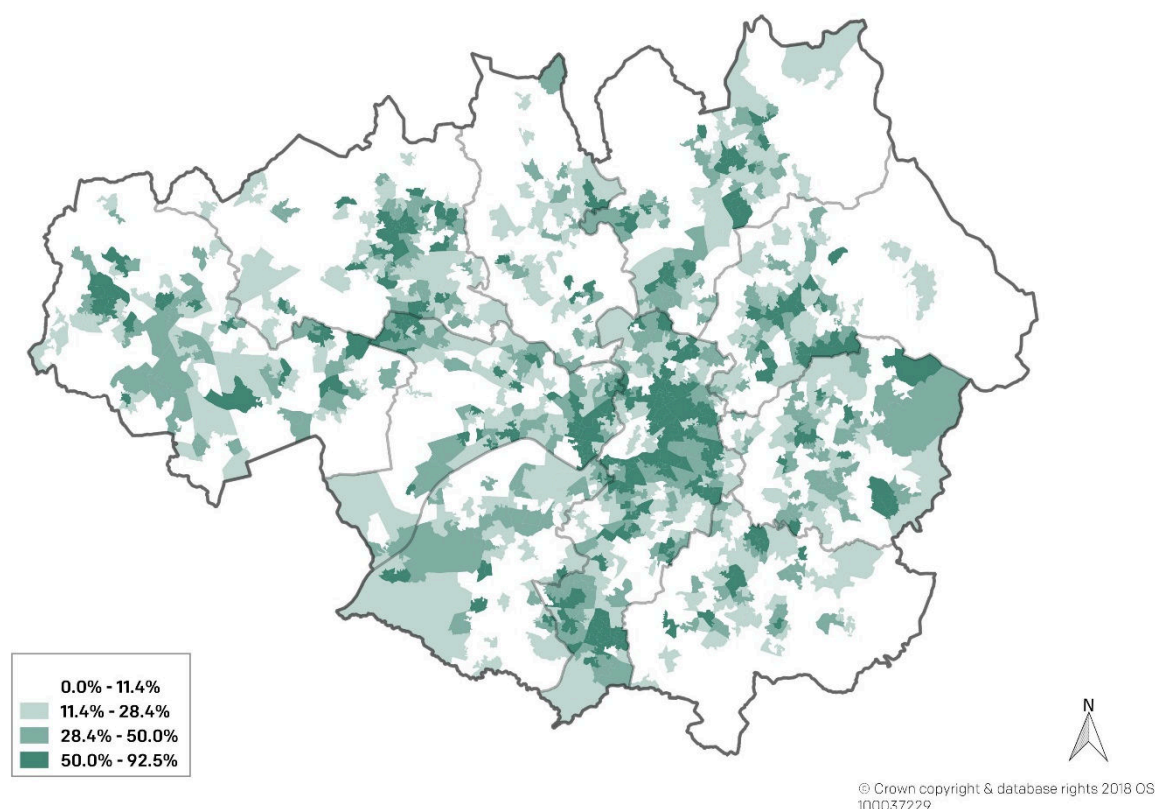 0.0% - 11.4%
11.4% - 28.4%
28.4% - 50.0%
50.0% - 92.5%
N
© Crown copyright & database rights 2018 OS
100037229